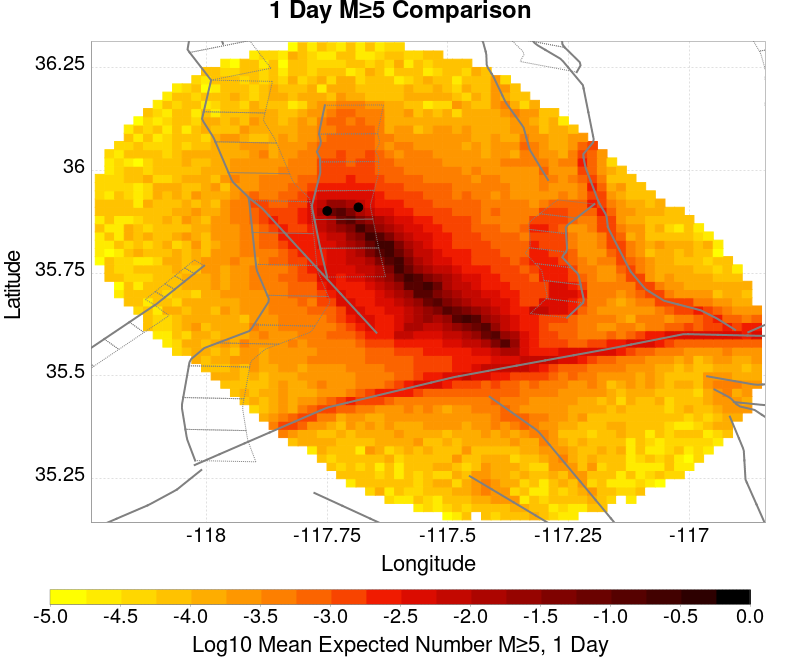 1 Day M≥5 Comparison
36.25
36
35.75
35.5
35.25
Latitude
-118 -117.75 -117.5 -117.25 -117
Longitude
-5.0 -4.5 -4.0 -3.5 -3.0 -2.5 -2.0 -1.5 -1.0 -0.5 0.0
Log10 Mean Expected Number M≥5, 1 Day